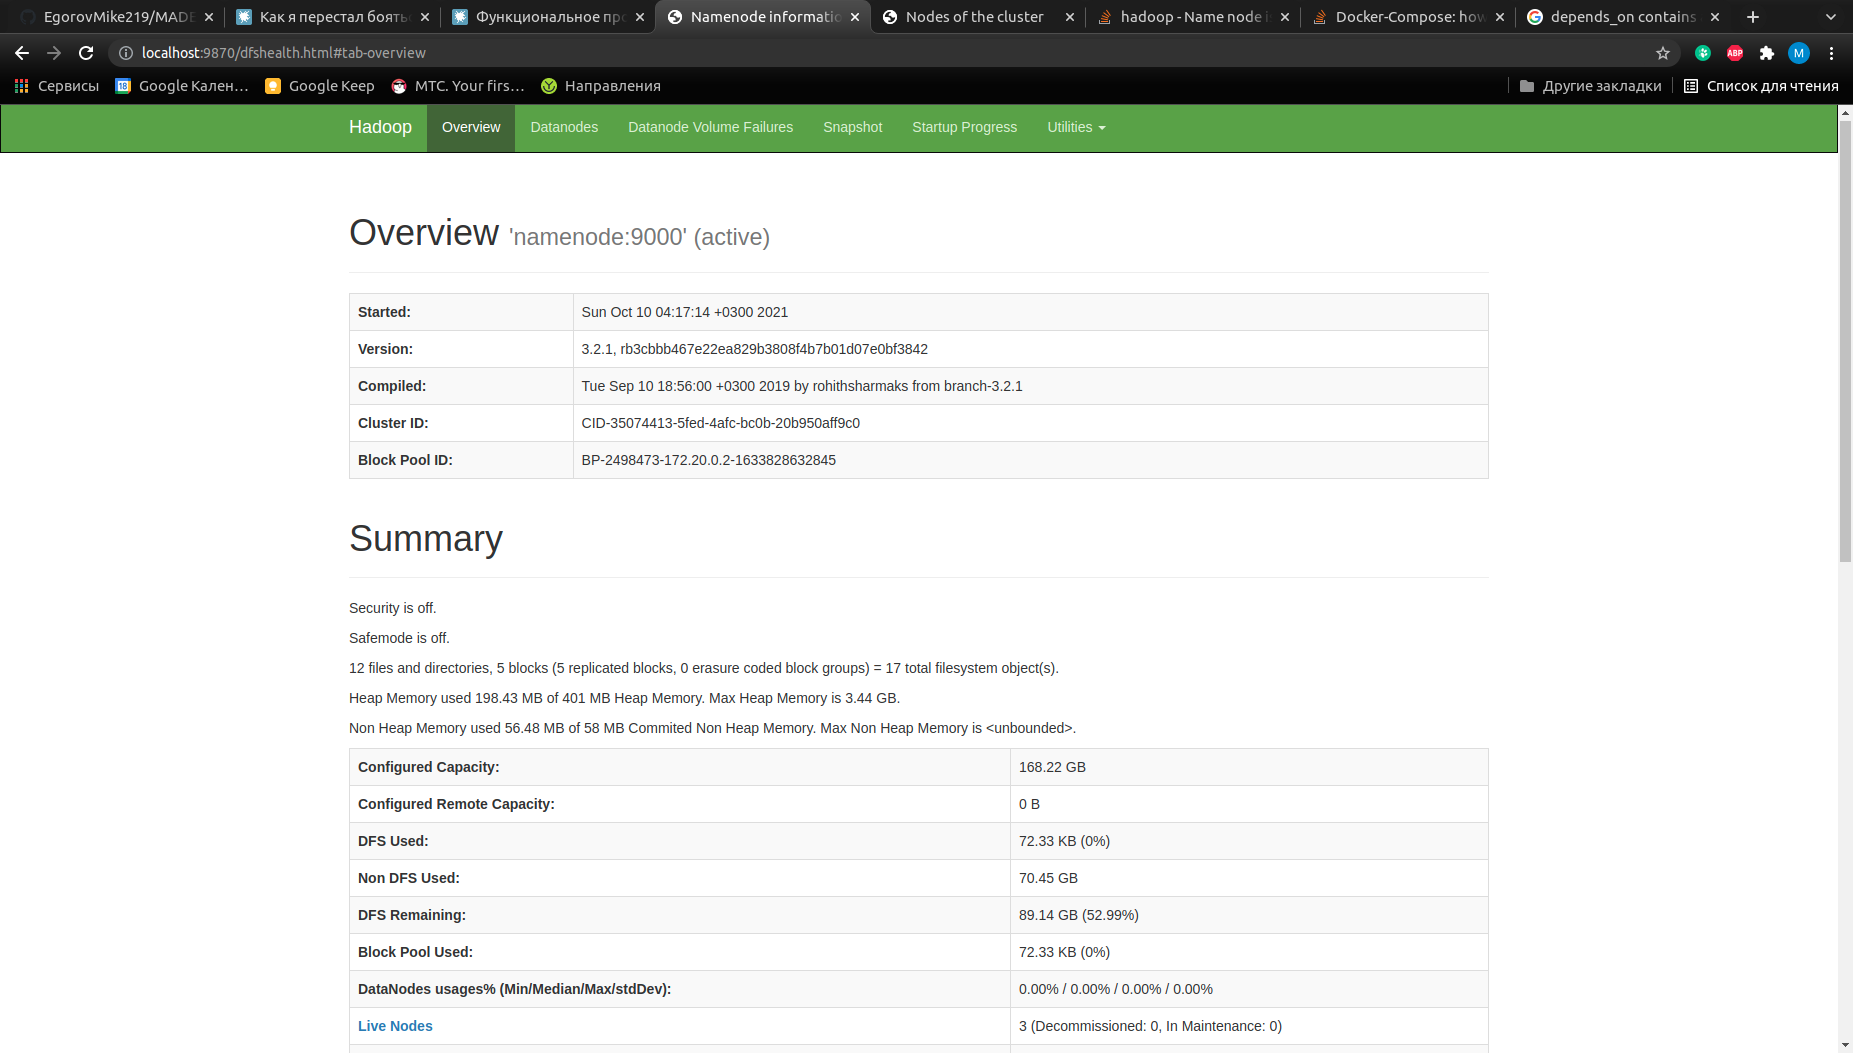 EgorovMike219/MADE
Как я перестал боятьс
Функциональное про
Namenode informatio
Nodes of the cluster
hadoop - Name node i
Docker-Compose: how
depends_on contains
localhost:9870/dfshealth.html#tab-overview
ABP
M
Сервисы
18
Google Кален…
Google Keep
МТС. Your firs…
Направления
Другие закладки
Список для чтения
Hadoop
Overview
Datanodes
Datanode Volume Failures
Snapshot
Startup Progress
Utilities
Overview 'namenode:9000' (active)
Started: Sun Oct 10 04:17:14 +0300 2021
Version: 3.2.1, rb3cbbb467e22ea829b3808f4b7b01d07e0bf3842
Compiled: Tue Sep 10 18:56:00 +0300 2019 by rohithsharmaks from branch-3.2.1
Cluster ID: CID-35074413-5fed-4afc-bc0b-20b950aff9c0
Block Pool ID: BP-2498473-172.20.0.2-1633828632845
Summary
Security is off.
Safemode is off.
12 files and directories, 5 blocks (5 replicated blocks, 0 erasure coded block groups) = 17 total filesystem object(s).
Heap Memory used 198.43 MB of 401 MB Heap Memory. Max Heap Memory is 3.44 GB.
Non Heap Memory used 56.48 MB of 58 MB Commited Non Heap Memory. Max Non Heap Memory is <unbounded>.
Configured Capacity: 168.22 GB
Configured Remote Capacity: 0 B
DFS Used: 72.33 KB (0%)
Non DFS Used: 70.45 GB
DFS Remaining: 89.14 GB (52.99%)
Block Pool Used: 72.33 KB (0%)
DataNodes usages% (Min/Median/Max/stdDev): 0.00% / 0.00% / 0.00% / 0.00%
Live Nodes 3 (Decommissioned: 0, In Maintenance: 0)